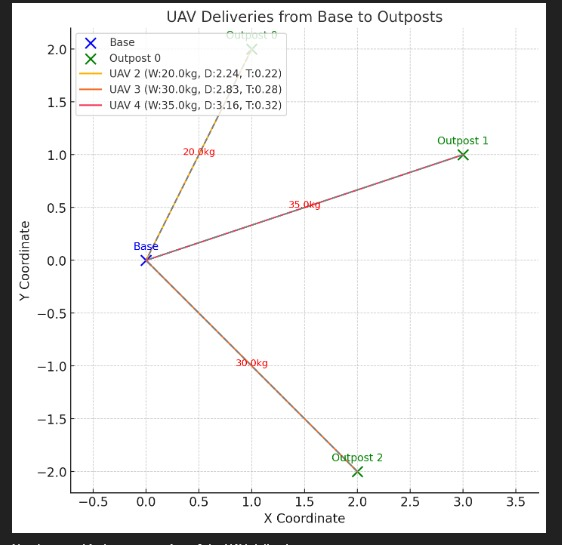 UAV Deliveries from Base to Outposts
Outpost 0
Base
Outpost 0
UAV 2 (W:20.0kg, D:2.24, T:0.22)
UAV 3 (W:30.0kg, D:2.83, T:0.28)
UAV 4 (W:35.0kg, D:3.16, T:0.32)
2.0
1.5
1.0
0.5
0.0
−0.5
−1.0
−1.5
−2.0
Y Coordinate
20.0kg
Outpost 1
35.0kg
Base
30.0kg
Outpost 2
−0.5 0.0 0.5 1.0 1.5 2.0 2.5 3.0 3.5
X Coordinate